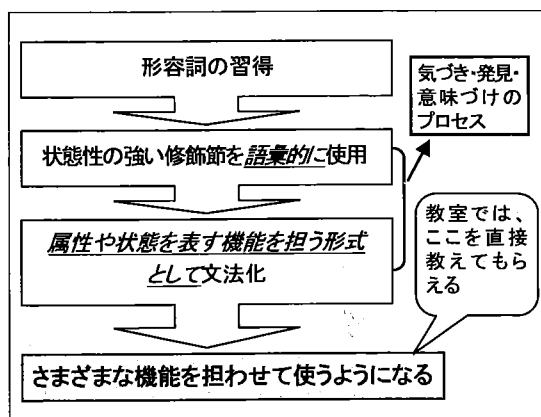 形容詞の習得
気づき・発見・
意味づけの
プロセス
状態性の強い修飾節を語彙的に使用
属性や状態を表す機能を担う形式
として文法化
教室では、
ここを直接
教えてもら
える
さまざまな機能を担わせて使うようになる